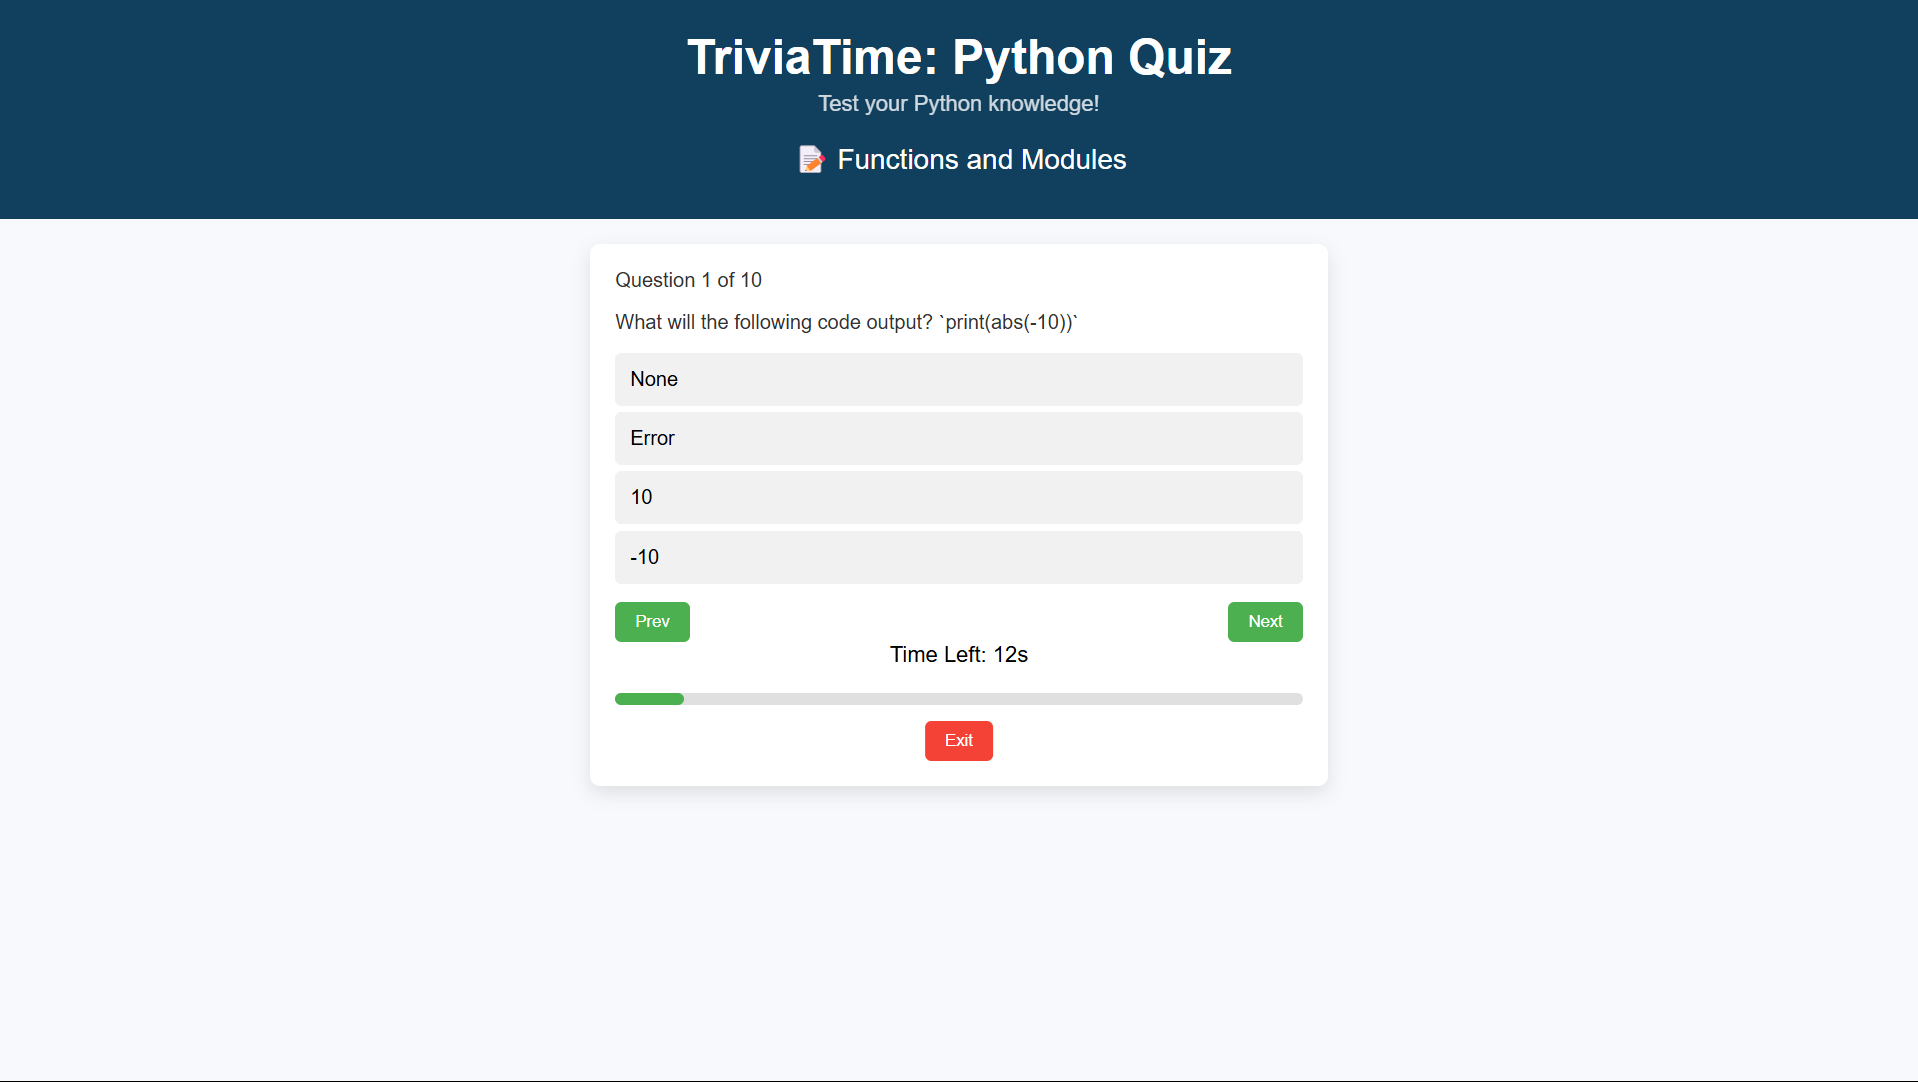 TriviaTime: Python Quiz
Test your Python knowledge!
📝 Functions and Modules
Question 1 of 10
What will the following code output? `print(abs(-10))`
None
Error
10
-10
Prev
Next
Time Left: 12s
Exit